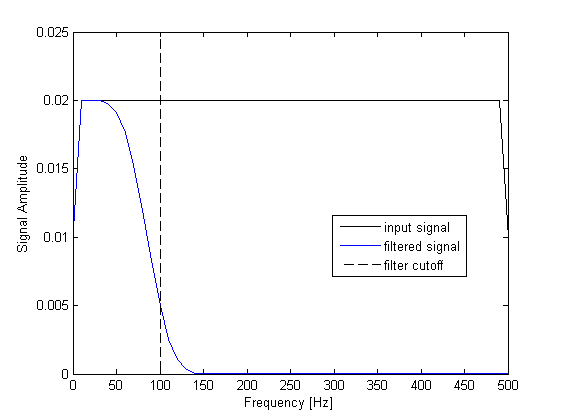 0.025
0.02
0.015
0.01
0.005
0
Signal Amplitude
input signal
filtered signal
filter cutoff
0 50 100 150 200 250 300 350 400 450 500
Frequency [Hz]